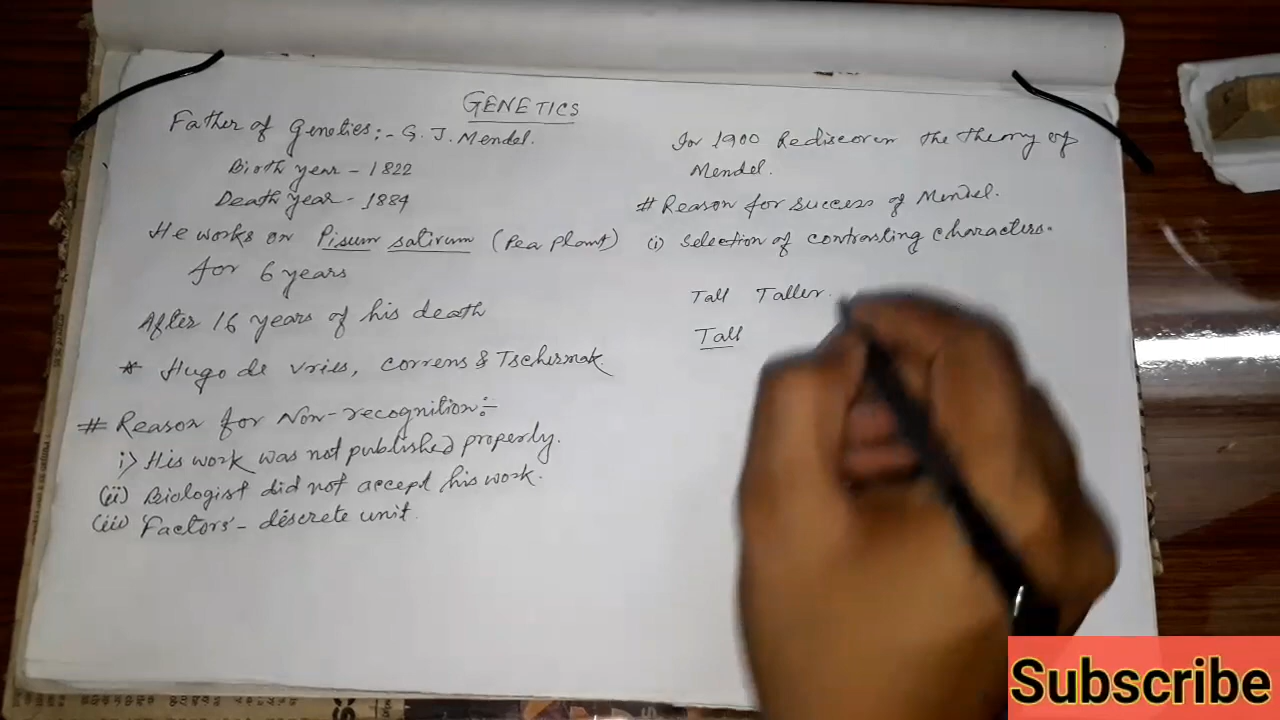 GENETICS
Father of Genetics:- G. J. Mendel.
Birth year - 1822
Death year - 1884
He works on Pisum sativum (Pea plant)
for 6 years
After 16 years of his death
* Hugo de vries, correns & Tschermak
# Reason for Non-recognition:-
i) His work was not published properly.
(ii) Biologist did not accept his work.
(iii) 'Factors' - discrete unit.
In 1900 Rediscover the theory of
Mendel.
# Reason for success of Mendel.
(i) Selection of contrasting characters.
Tall Taller.
Tall
Subscribe